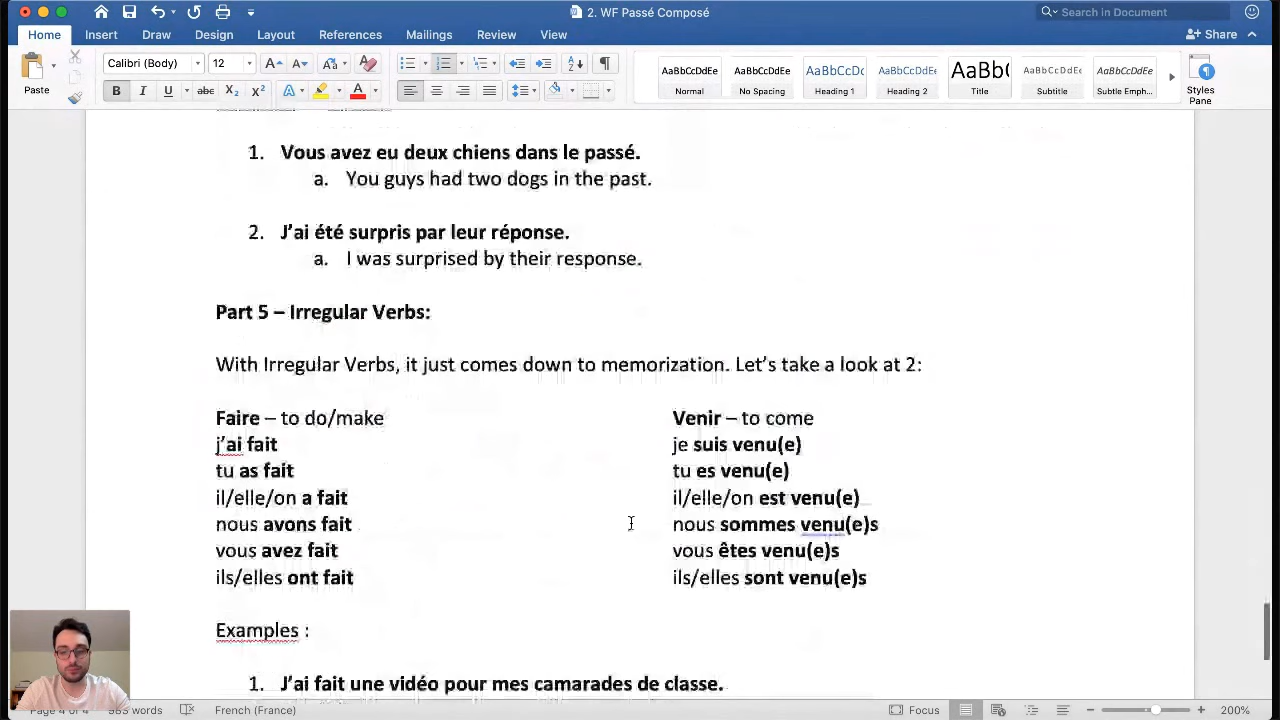 2. WF Passé Composé
Search in Document
Home Insert Draw Design Layout References Mailings Review View Share
Paste
Calibri (Body) 12
B I U abc X₂ X²
AaBbCcDdEe AaBbCcDdEe AaBbCcDc AaBbCcDdEe AaBbCcDc AaBbCcDdEe AaBbCcDdEe
Normal No Spacing Heading 1 Heading 2 Title Subtitle Subtle Emph...
Styles
Pane
1. Vous avez eu deux chiens dans le passé.
a. You guys had two dogs in the past.
2. J'ai été surpris par leur réponse.
a. I was surprised by their response.
Part 5 – Irregular Verbs:
With Irregular Verbs, it just comes down to memorization. Let's take a look at 2:
Faire – to do/make
j'ai fait
tu as fait
il/elle/on a fait
nous avons fait
vous avez fait
ils/elles ont fait
Venir – to come
je suis venu(e)
tu es venu(e)
il/elle/on est venu(e)
nous sommes venu(e)s
vous êtes venu(e)s
ils/elles sont venu(e)s
Examples :
1. J'ai fait une vidéo pour mes camarades de classe.
Page 4 of 4 words French (France) Focus 200%